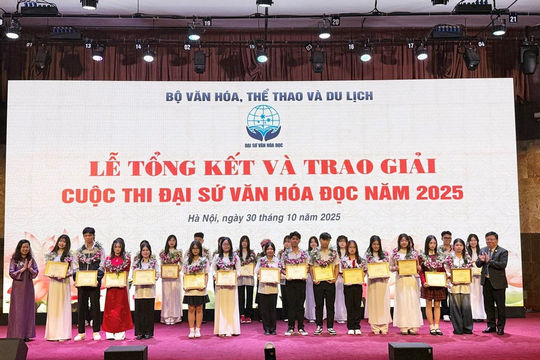 BỘ VĂN HÓA, THỂ THAO VÀ DU LỊCH
ĐẠI SỨ VĂN HÓA ĐỌC
LỄ TỔNG KẾT VÀ TRAO GIẢI
CUỘC THI ĐẠI SỨ VĂN HÓA ĐỌC NĂM 2025
Hà Nội, ngày 30 tháng 10 năm 2025